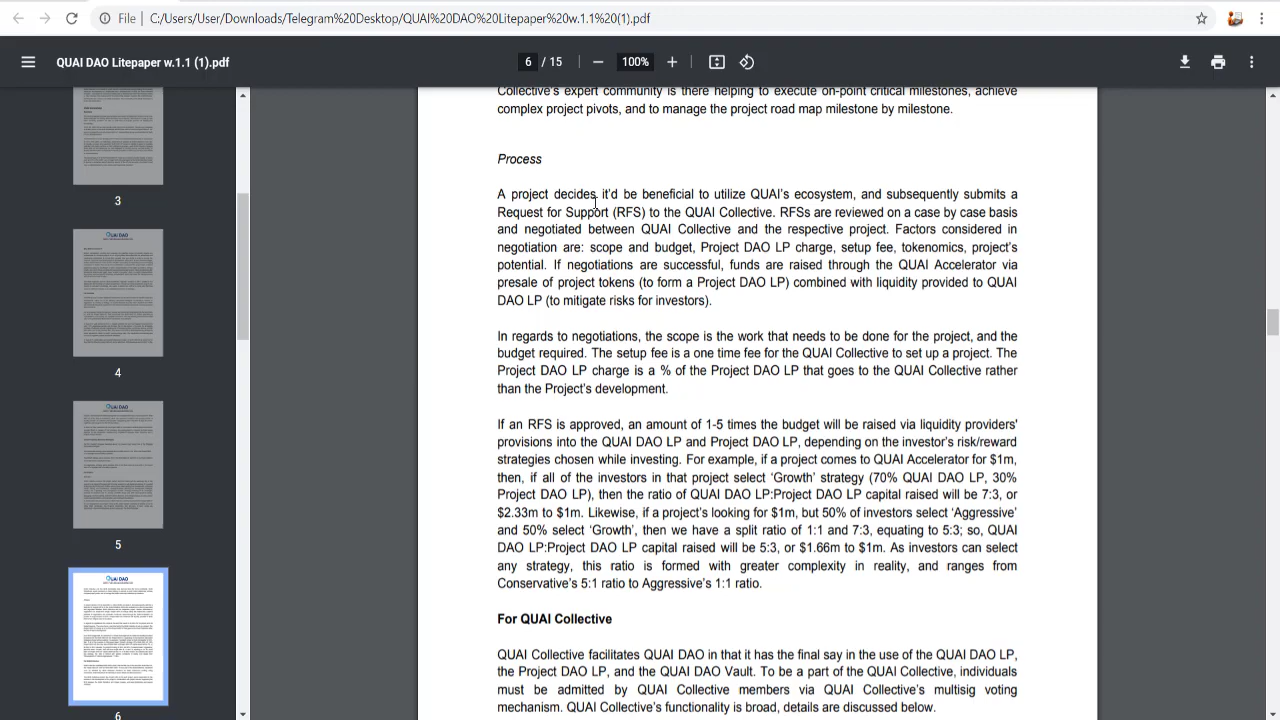 File
C:/Users/User/Downloads/Telegram%20Desktop/QUAI%20DAO%20Litepaper%20w.1.1%20(1).pdf
QUAI DAO Litepaper w.1.1 (1).pdf
6 / 15
100%
3
QUAI DAO
4
QUAI DAO
5
QUAI DAO
6
complex project pivots, and to manage the project road map milestone by milestone.
Process
A project decides it'd be beneficial to utilize QUAI's ecosystem, and subsequently submits a
Request for Support (RFS) to the QUAI Collective. RFSs are reviewed on a case by case basis
and negotiated between QUAI Collective and the respective project. Factors considered in
negotiation are: scope and budget, Project DAO LP charge, setup fee, tokenomics, project's
potential If negotiations are successful, funds are raised through the QUAI Accelerator via
presale of project tokens (to form a Project DAO LP) combined with liquidity provided to QUAI
DAO LP (to mitigate risks for investors).
In regards to negotiations, the scope is the work that needs to be done for the project, and the
budget required. The setup fee is a one time fee for the QUAI Collective to set up a project. The
Project DAO LP charge is a % of the Project DAO LP that goes to the QUAI Collective rather
than the Project's development.
If an RFS is approved, an amount of 1-5 times the budget will be raised via liquidity providers'
provision into the QUAI DAO LP and Project DAO LP, depending on the investor's risk/reward
strategies chosen while investing. For example, if a project comes to QUAI Accelerator for $1m,
then, if all of the investors in that project select 'Growth' strategy (70% QUAI DAO LP, 30%
Project DAO LP), then the ratio of QUAI DAO LP:Project DAO LP capital raised will be 7:3, or
$2.33m to $1m. Likewise, if a project's looking for $1m, but 50% of investors select 'Aggressive'
and 50% select 'Growth', then we have a split ratio of 1:1 and 7:3, equating to 5:3; so, QUAI
DAO LP:Project DAO LP capital raised will be 5:3, or $1.66m to $1m. As investors can select
any strategy, this ratio is formed with greater complexity in reality, and ranges from
Conservative's 5:1 ratio to Aggressive's 1:1 ratio.
For QUAI Collective
QUAI Collective facilitates QUAI DAO in that it has the final say in the use of the QUAI DAO LP,
the Project DAO LP, and the QUAI DAO Vault. To be a part of the QUAI Collective, individuals
must be admitted by QUAI Collective members via QUAI Collective's multisig voting
mechanism. QUAI Collective's functionality is broad, details are discussed below.